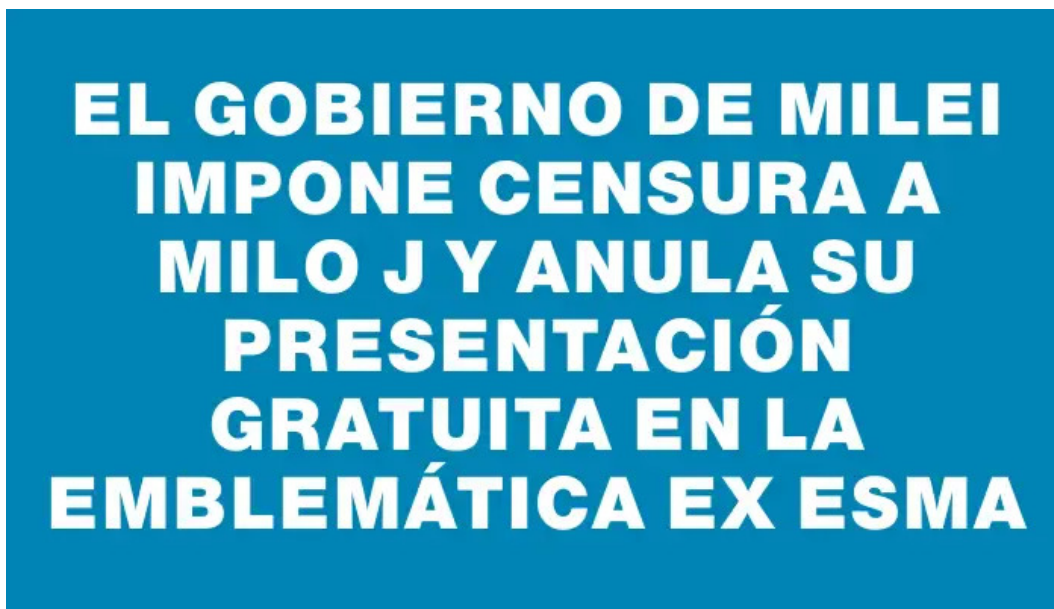 EL GOBIERNO DE MILEI
IMPONE CENSURA A
MILO J Y ANULA SU
PRESENTACIÓN
GRATUITA EN LA
EMBLEMÁTICA EX ESMA